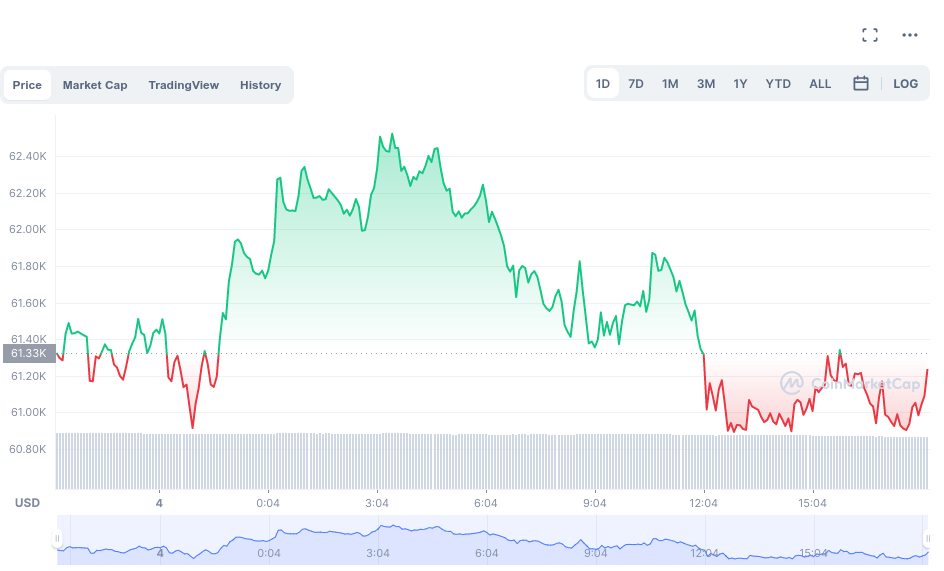 Price Market Cap TradingView History
1D 7D 1M 3M 1Y YTD ALL LOG
62.40K
62.20K
62.00K
61.80K
61.60K
61.40K
61.33K
61.20K
61.00K
60.80K
CoinMarketCap
USD 4 0:04 3:04 6:04 9:04 12:04 15:04
4 0:04 3:04 6:04 9:04 12:04 15:04